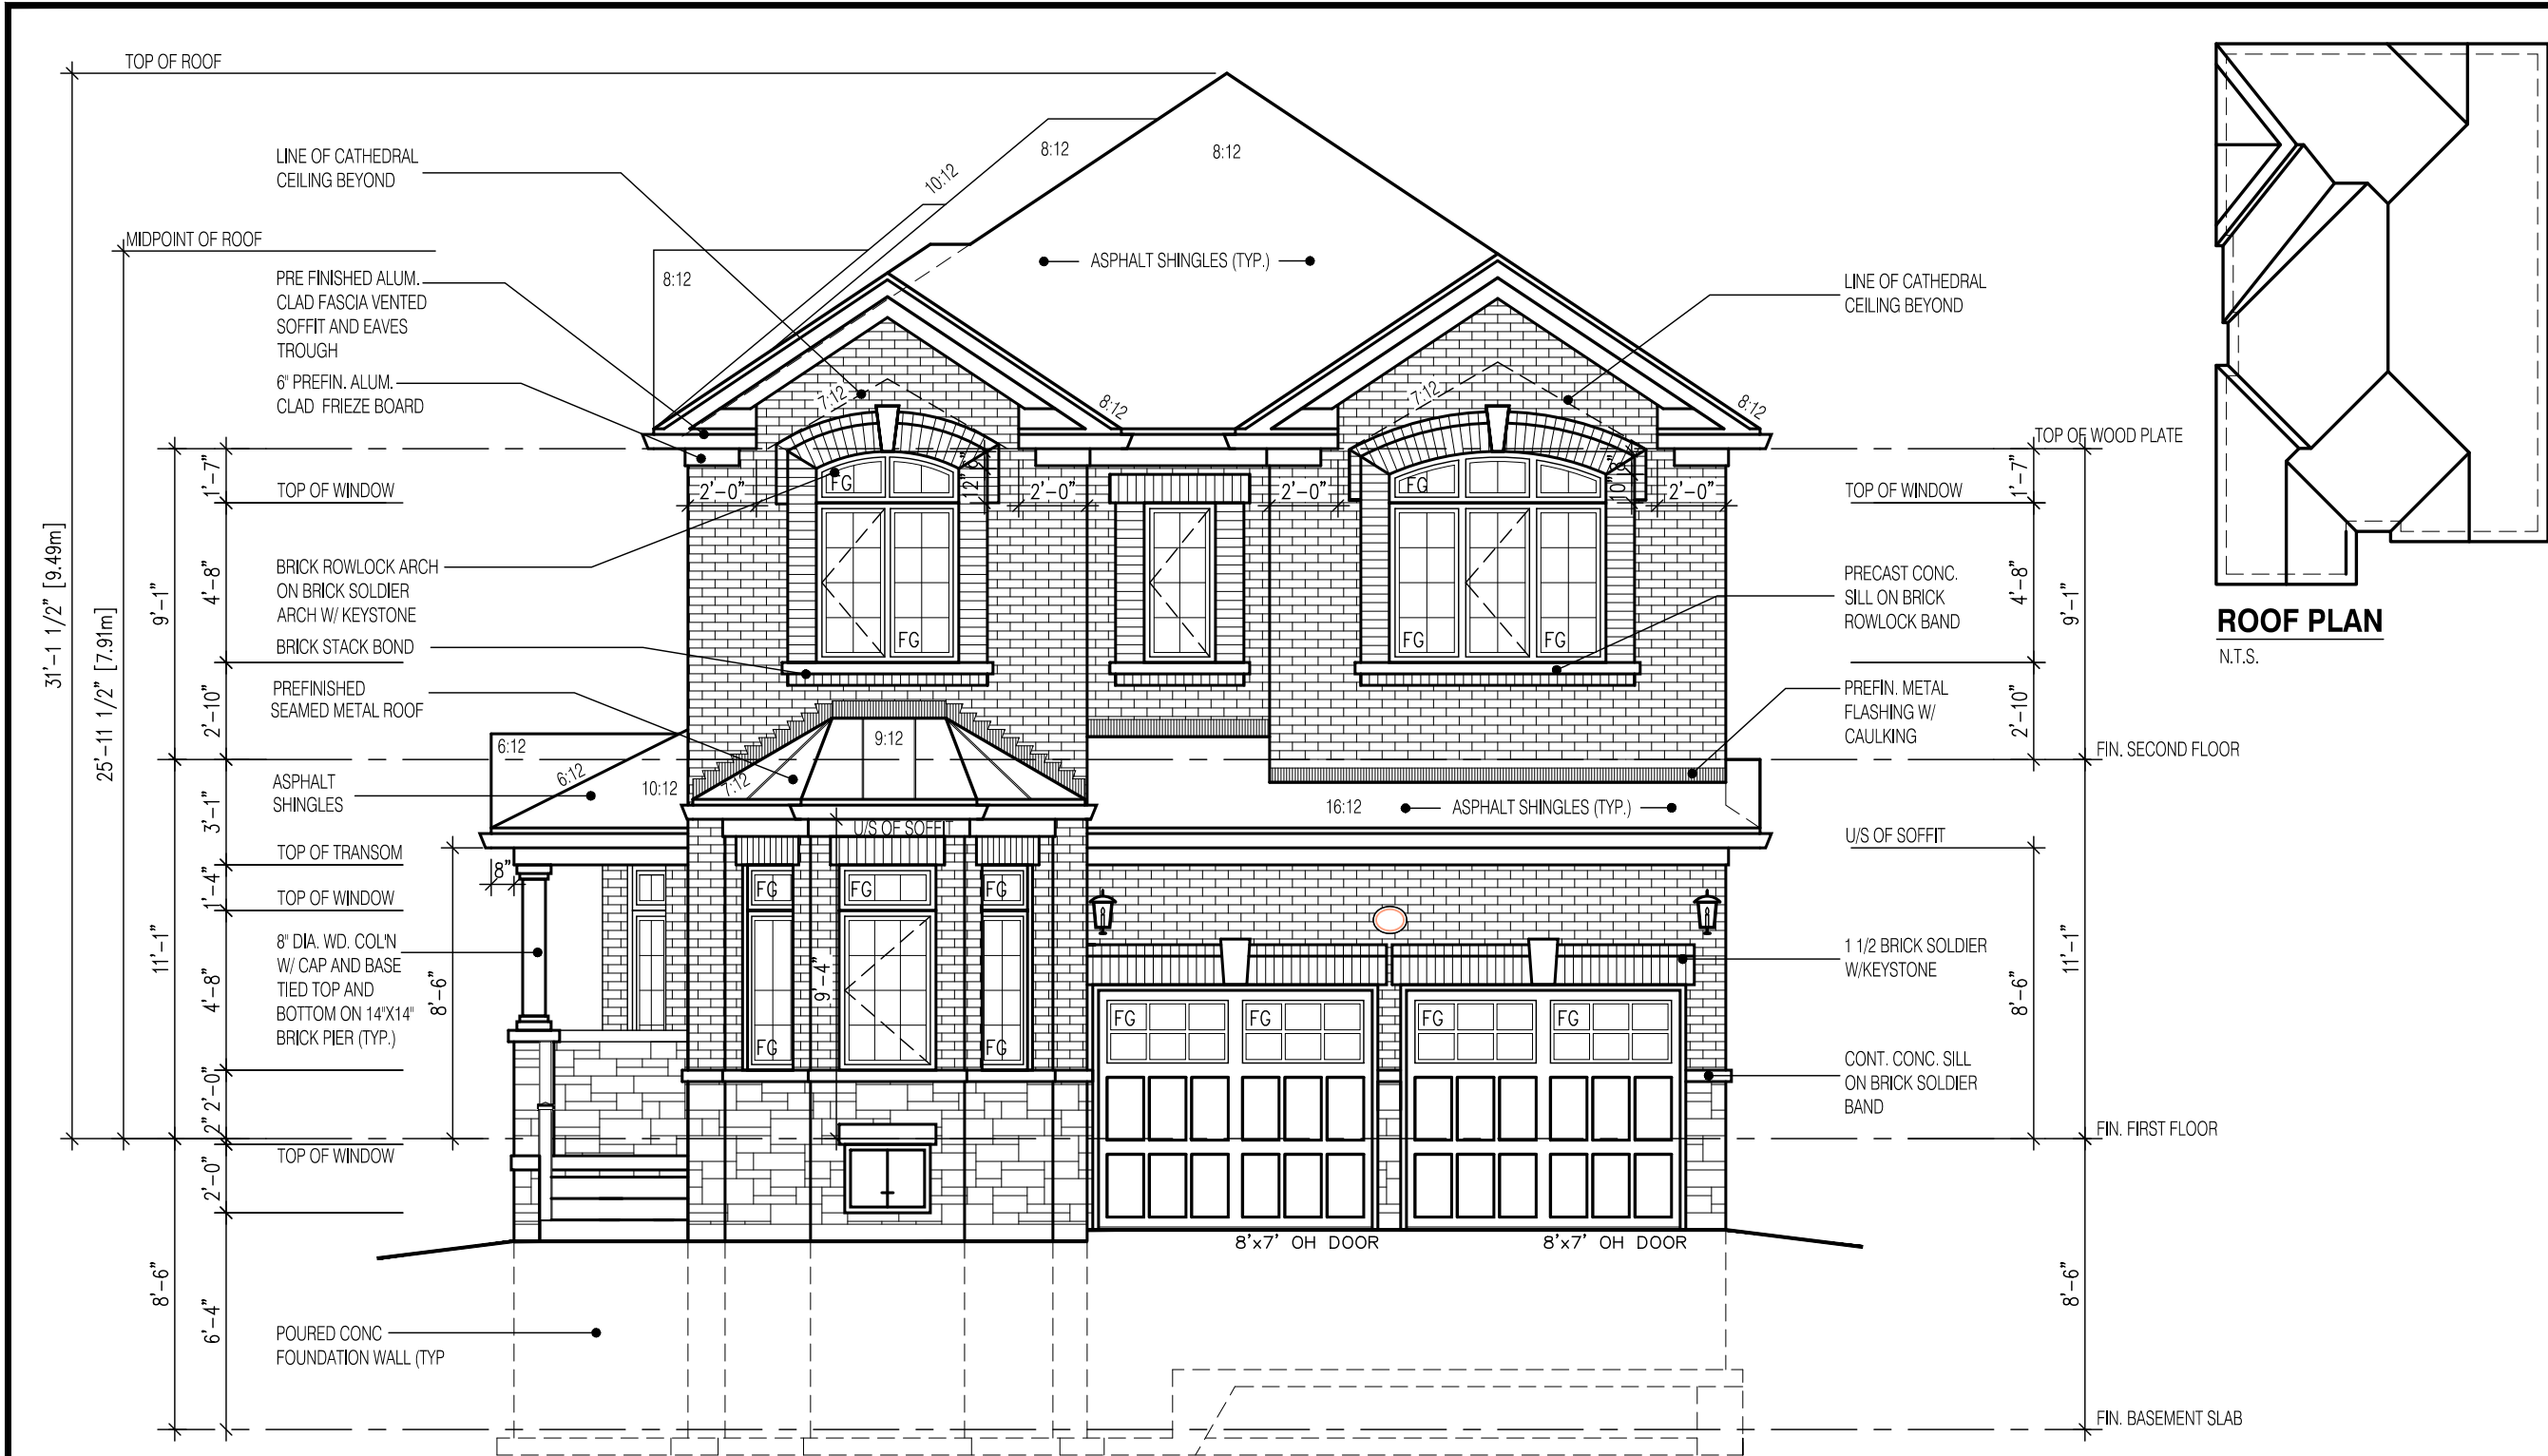 TOP OF ROOF
LINE OF CATHEDRAL
CEILING BEYOND
8:12
8:12
10:12
MIDPOINT OF ROOF
PRE FINISHED ALUM.
CLAD FASCIA VENTED
SOFFIT AND EAVES
TROUGH
8:12
ASPHALT SHINGLES (TYP.)
LINE OF CATHEDRAL
CEILING BEYOND
6" PREFIN. ALUM.
CLAD FRIEZE BOARD
7:12
8:12
7:12
8:12
TOP OF WOOD PLATE
1'-7"
TOP OF WINDOW
2'-0"
FG
12"
2'-0"
2'-0"
FG
10"
2'-0"
TOP OF WINDOW
1'-7"
31'-1 1/2" [9.49m]
25'-11 1/2" [7.91m]
9'-1"
4'-8"
BRICK ROWLOCK ARCH
ON BRICK SOLDIER
ARCH W/ KEYSTONE
BRICK STACK BOND
FG
FG
FG
PRECAST CONC.
SILL ON BRICK
ROWLOCK BAND
4'-8"
9'-1"
ROOF PLAN
N.T.S.
PREFINISHED
SEAMED METAL ROOF
2'-10"
PREFIN. METAL
FLASHING W/
CAULKING
2'-10"
FIN. SECOND FLOOR
6:12
6:12
9:12
10:12
7:12
ASPHALT
SHINGLES
3'-1"
16:12
ASPHALT SHINGLES (TYP.)
U/S OF SOFFIT
U/S OF SOFFIT
TOP OF TRANSOM
8"
1'-4"
TOP OF WINDOW
FG
FG
FG
11'-1"
4'-8"
8" DIA. WD. COL'N
W/ CAP AND BASE
TIED TOP AND
BOTTOM ON 14"X14"
BRICK PIER (TYP.)
8'-6"
9'-4"
FG
FG
1 1/2 BRICK SOLDIER
W/KEYSTONE
11'-1"
8'-6"
FG
FG
FG
FG
CONT. CONC. SILL
ON BRICK SOLDIER
BAND
2'-0"
2"
FIN. FIRST FLOOR
TOP OF WINDOW
2'-0"
8'x7' OH DOOR
8'x7' OH DOOR
8'-6"
6'-4"
8'-6"
POURED CONC
FOUNDATION WALL (TYP
FIN. BASEMENT SLAB